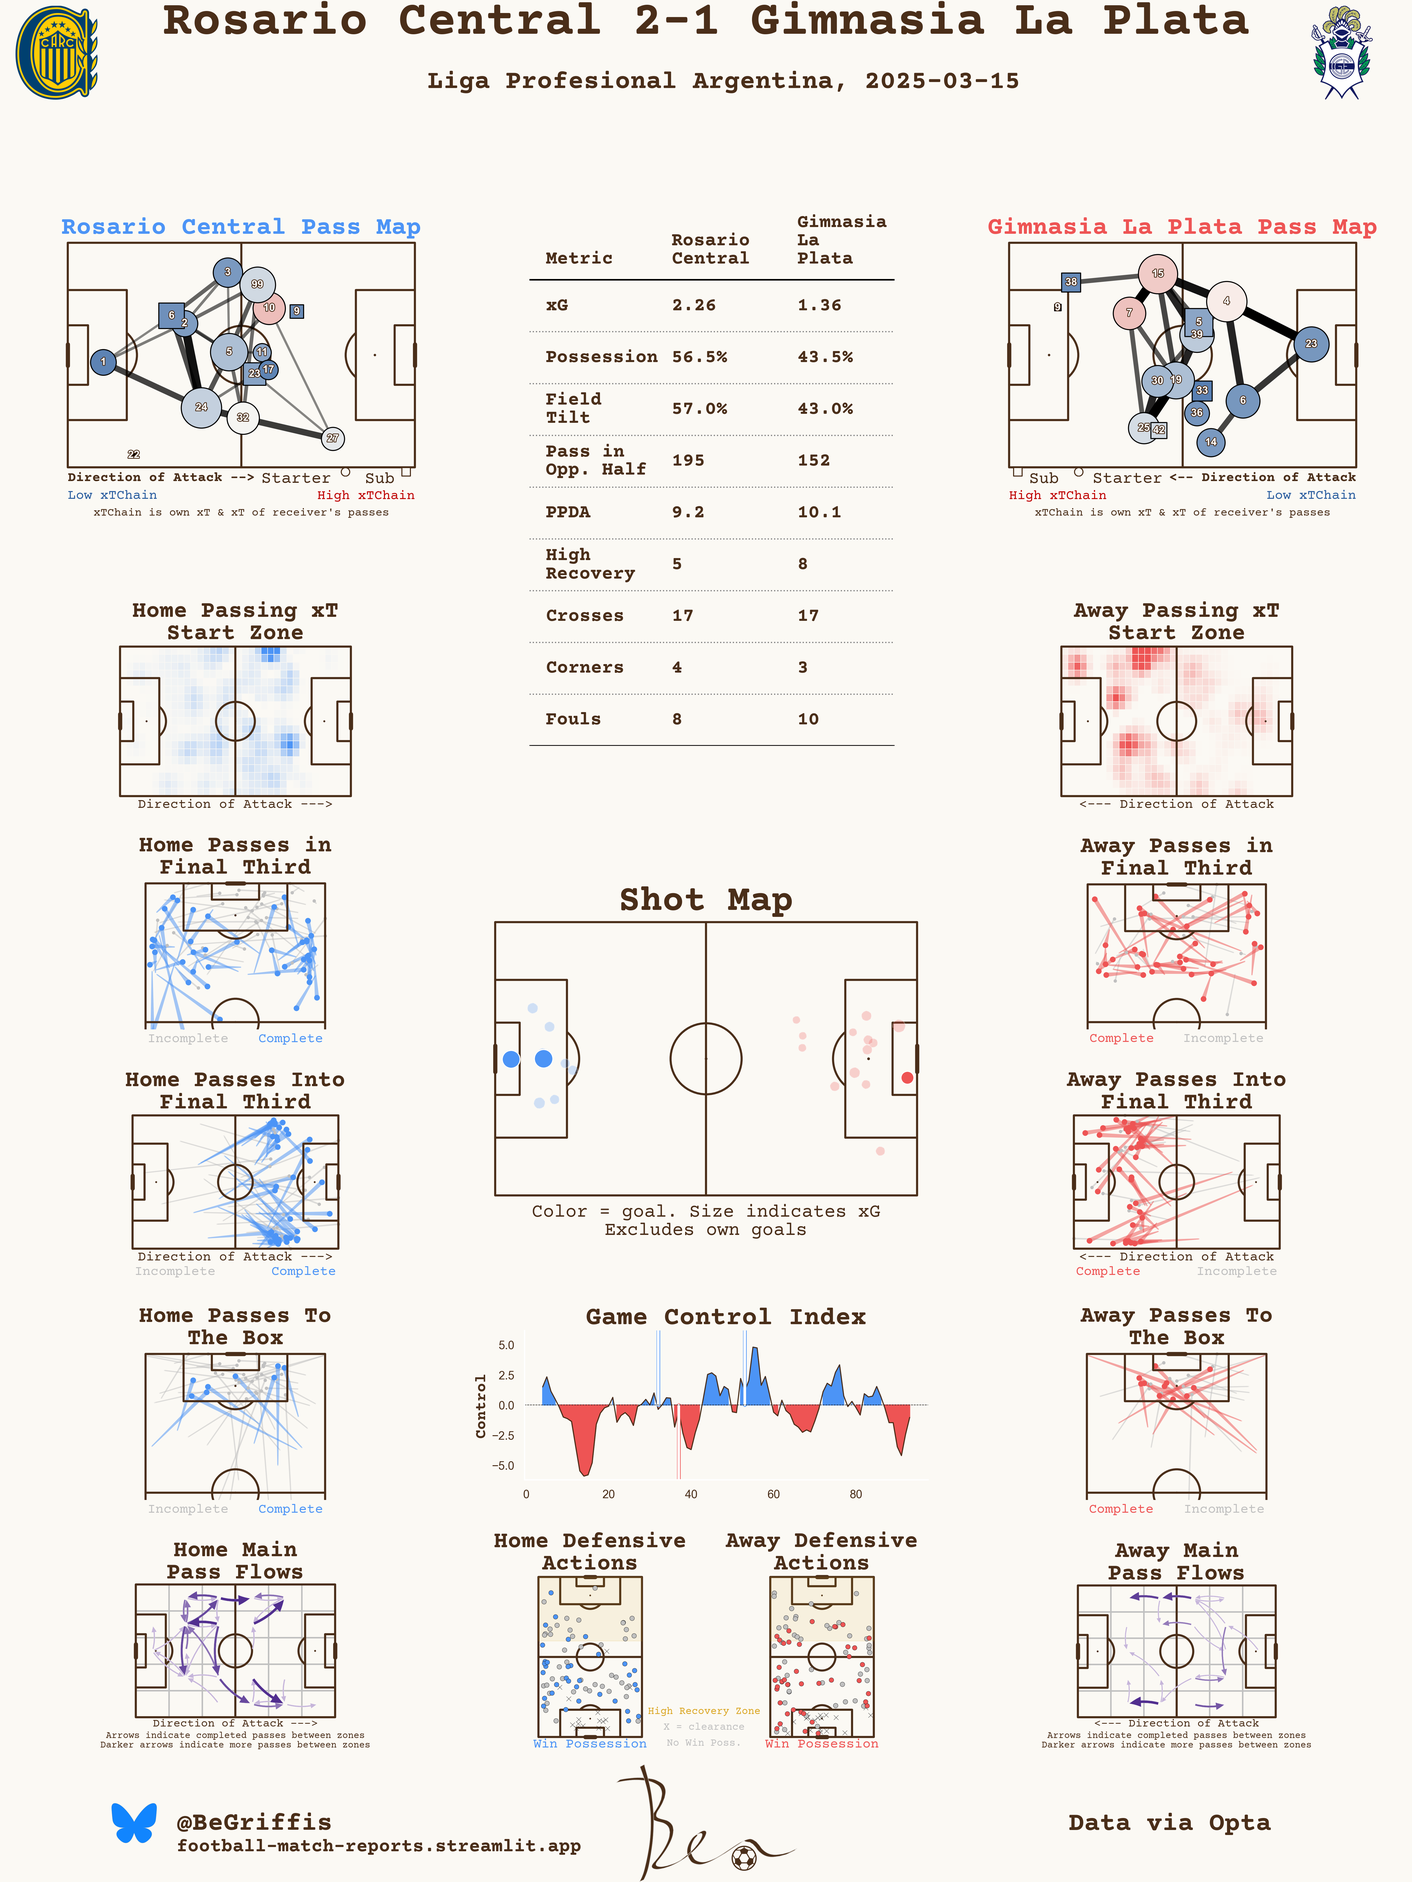 Rosario Central 2-1 Gimnasia La Plata
Liga Profesional Argentina, 2025-03-15
CARC
Rosario Central Pass Map
3
99
10
9
6
2
5
11
1
23
17
24
32
27
22
Direction of Attack --> Starter Sub
Low xTChain High xTChain
xTChain is own xT & xT of receiver's passes
Metric Rosario Central Gimnasia La Plata
xG 2.26 1.36
Possession 56.5% 43.5%
Field Tilt 57.0% 43.0%
Pass in Opp. Half 195 152
PPDA 9.2 10.1
High Recovery 5 8
Crosses 17 17
Corners 4 3
Fouls 8 10
Gimnasia La Plata Pass Map
38
15
9
7
4
5
39
23
30
19
33
6
36
25
42
14
Sub Starter <-- Direction of Attack
High xTChain Low xTChain
xTChain is own xT & xT of receiver's passes
Home Passing xT
Start Zone
Direction of Attack --->
Away Passing xT
Start Zone
<--- Direction of Attack
Home Passes in
Final Third
Incomplete Complete
Away Passes in
Final Third
Complete Incomplete
Shot Map
Color = goal. Size indicates xG
Excludes own goals
Home Passes Into
Final Third
Direction of Attack --->
Incomplete Complete
Away Passes Into
Final Third
<--- Direction of Attack
Complete Incomplete
Home Passes To
The Box
Incomplete Complete
Game Control Index
Control
5.0
2.5
0.0
−2.5
−5.0
0 20 40 60 80
Away Passes To
The Box
Complete Incomplete
Home Main
Pass Flows
Direction of Attack --->
Arrows indicate completed passes between zones
Darker arrows indicate more passes between zones
Home Defensive
Actions
Win Possession
High Recovery Zone
X = clearance
No Win Poss.
Away Defensive
Actions
Win Possession
Away Main
Pass Flows
<--- Direction of Attack
Arrows indicate completed passes between zones
Darker arrows indicate more passes between zones
@BeGriffis
football-match-reports.streamlit.app
Ben
Data via Opta